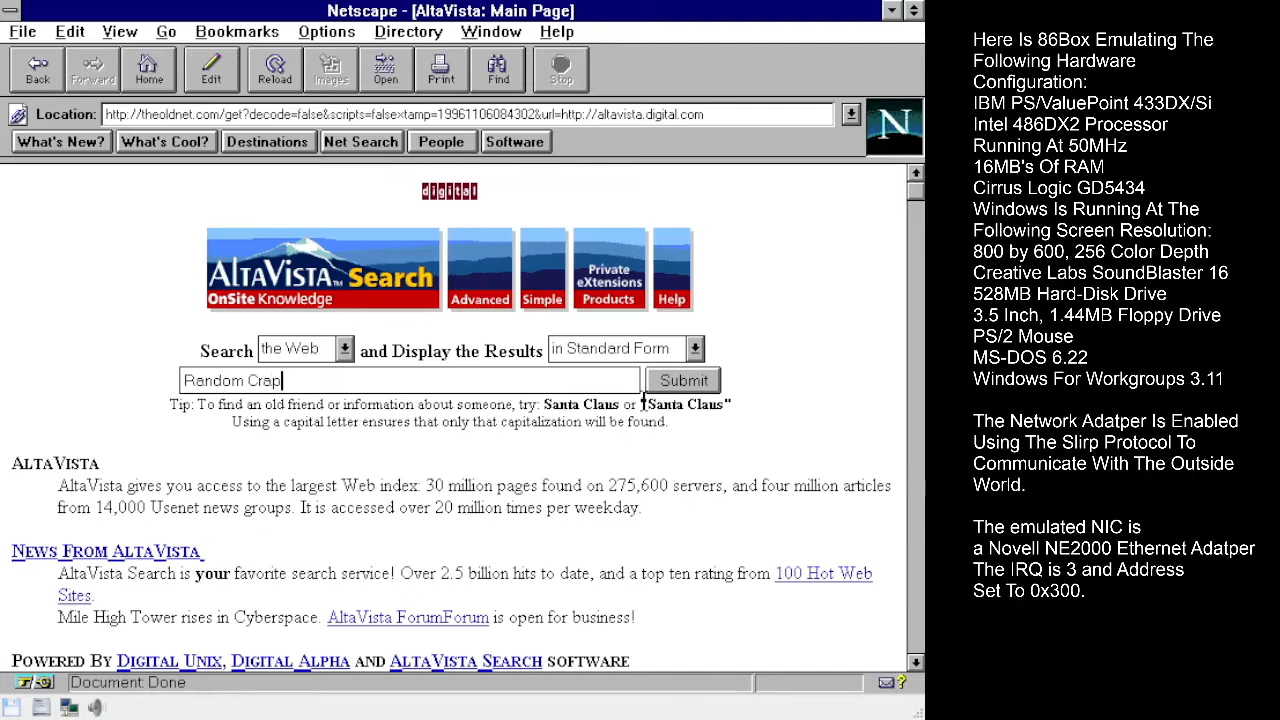 Netscape - [AltaVista: Main Page]
File Edit View Go Bookmarks Options Directory Window Help
Back Forward Home Edit Reload Images Open Print Find Stop
Location: http://theoldnet.com/get?decode=false&scripts=false×tamp=19961106084302&url=http://altavista.digital.com
N
What's New? What's Cool? Destinations Net Search People Software
digital
ALTAVISTA™ Search
OnSite Knowledge
Advanced
Simple
Private
eXtensions
Products
Help
Search the Web and Display the Results in Standard Form
Random Crap Submit
Tip: To find an old friend or information about someone, try: Santa Claus or "Santa Claus"
Using a capital letter ensures that only that capitalization will be found.
ALTAVISTA
AltaVista gives you access to the largest Web index: 30 million pages found on 275,600 servers, and four million articles
from 14,000 Usenet news groups. It is accessed over 20 million times per weekday.
NEWS FROM ALTAVISTA
AltaVista Search is your favorite search service! Over 2.5 billion hits to date, and a top ten rating from 100 Hot Web
Sites.
Mile High Tower rises in Cyberspace. AltaVista ForumForum is open for business!
POWERED BY DIGITAL UNIX, DIGITAL ALPHA AND ALTAVISTA SEARCH SOFTWARE
Document: Done
Here Is 86Box Emulating The
Following Hardware
Configuration:
IBM PS/ValuePoint 433DX/Si
Intel 486DX2 Processor
Running At 50MHz
16MB's Of RAM
Cirrus Logic GD5434
Windows Is Running At The
Following Screen Resolution:
800 by 600, 256 Color Depth
Creative Labs SoundBlaster 16
528MB Hard-Disk Drive
3.5 Inch, 1.44MB Floppy Drive
PS/2 Mouse
MS-DOS 6.22
Windows For Workgroups 3.11
The Network Adatper Is Enabled
Using The Slirp Protocol To
Communicate With The Outside
World.
The emulated NIC is
a Novell NE2000 Ethernet Adatper
The IRQ is 3 and Address
Set To 0x300.